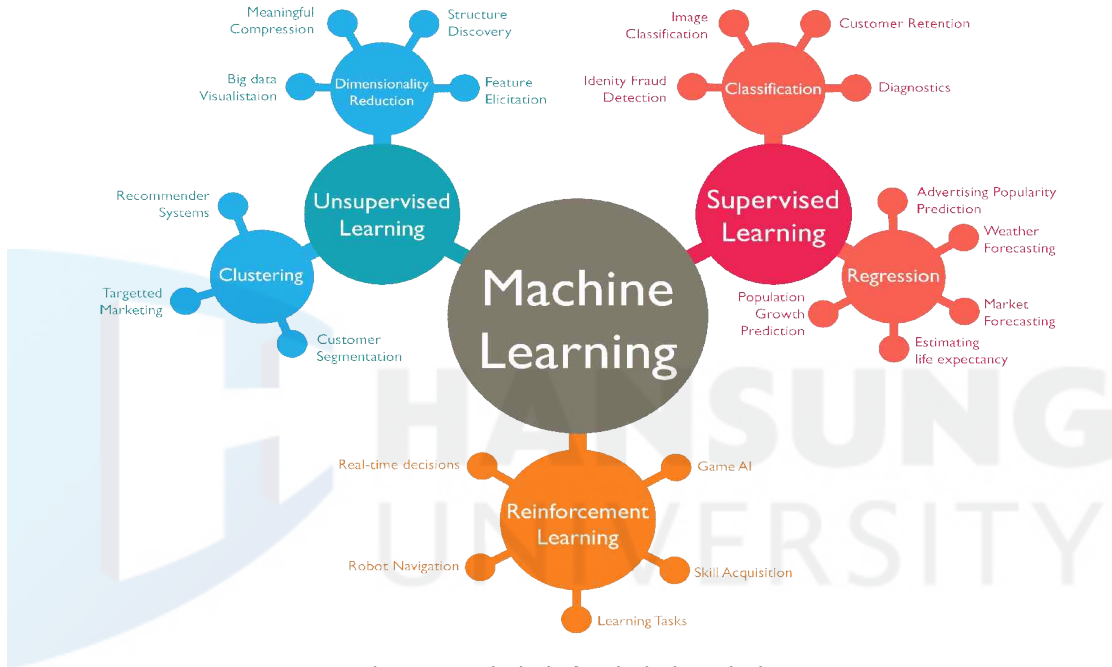 Meaningful
Compression
Structure
Discovery
Big data
Visualistaion
Dimensionality
Reduction
Feature
Elicitation
Image
Classification
Customer Retention
Idenity Fraud
Detection
Classification
Diagnostics
Recommender
Systems
Unsupervised
Learning
Clustering
Targetted
Marketing
Customer
Segmentation
Machine
Learning
Supervised
Learning
Advertising Popularity
Prediction
Weather
Forecasting
Regression
Population
Growth
Prediction
Market
Forecasting
Estimating
life expectancy
Real-time decisions
Game AI
Reinforcement
Learning
Robot Navigation
Skill Acquisition
Learning Tasks
HANSUNG
UNIVERSITY